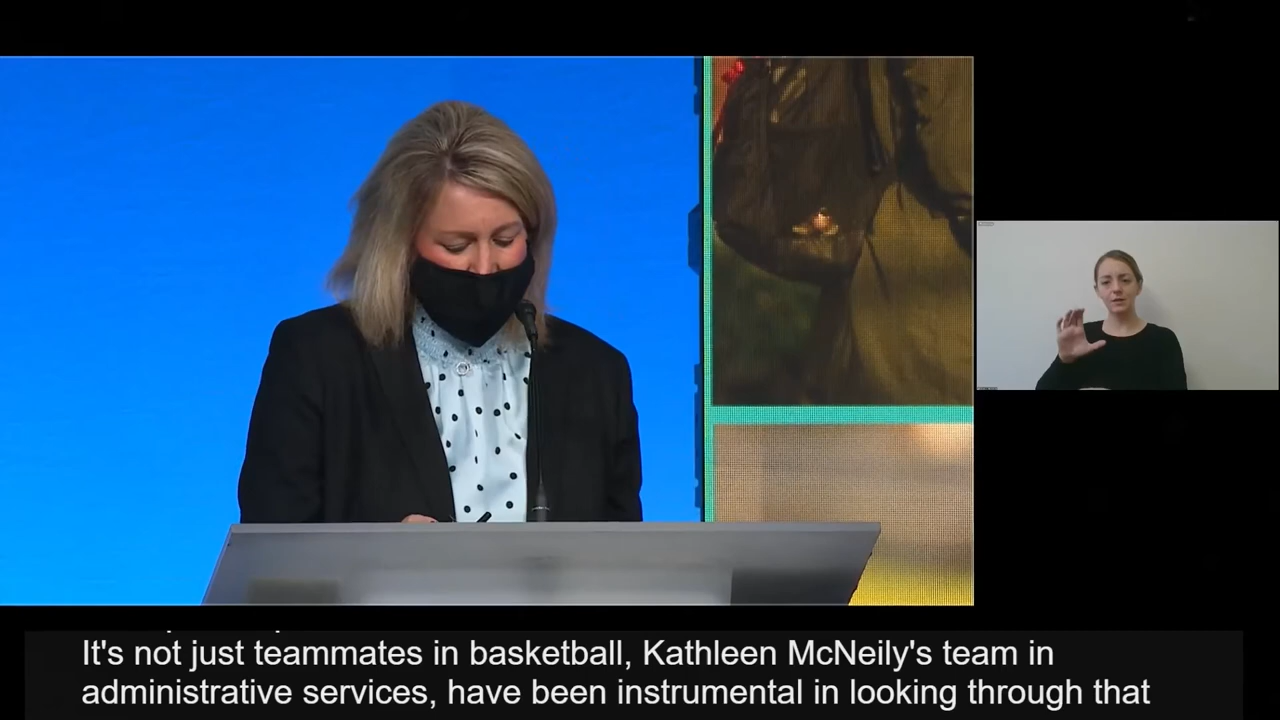 It's not just teammates in basketball, Kathleen McNeily's team in
administrative services, have been instrumental in looking through that